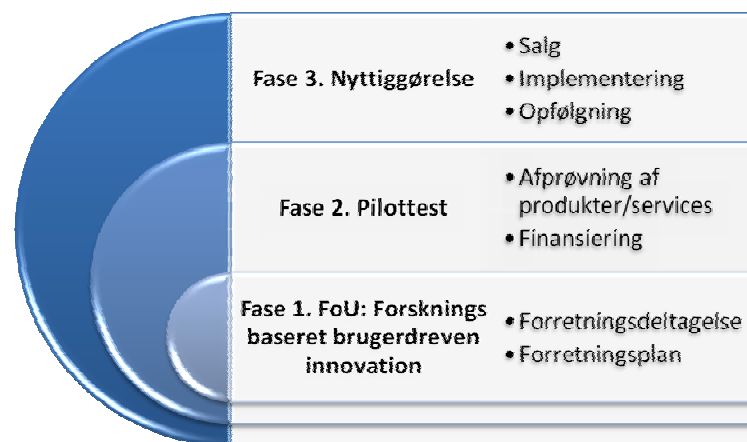 Fase 3. Nyttiggørelse
• Salg
• Implementering
• Opfølgning
Fase 2. Pilottest
• Afprøvning af
produkter/services
• Finansiering
Fase 1. FoU: Forsknings
baseret brugerdreven
innovation
• Forretningsdeltagelse
• Forretningsplan